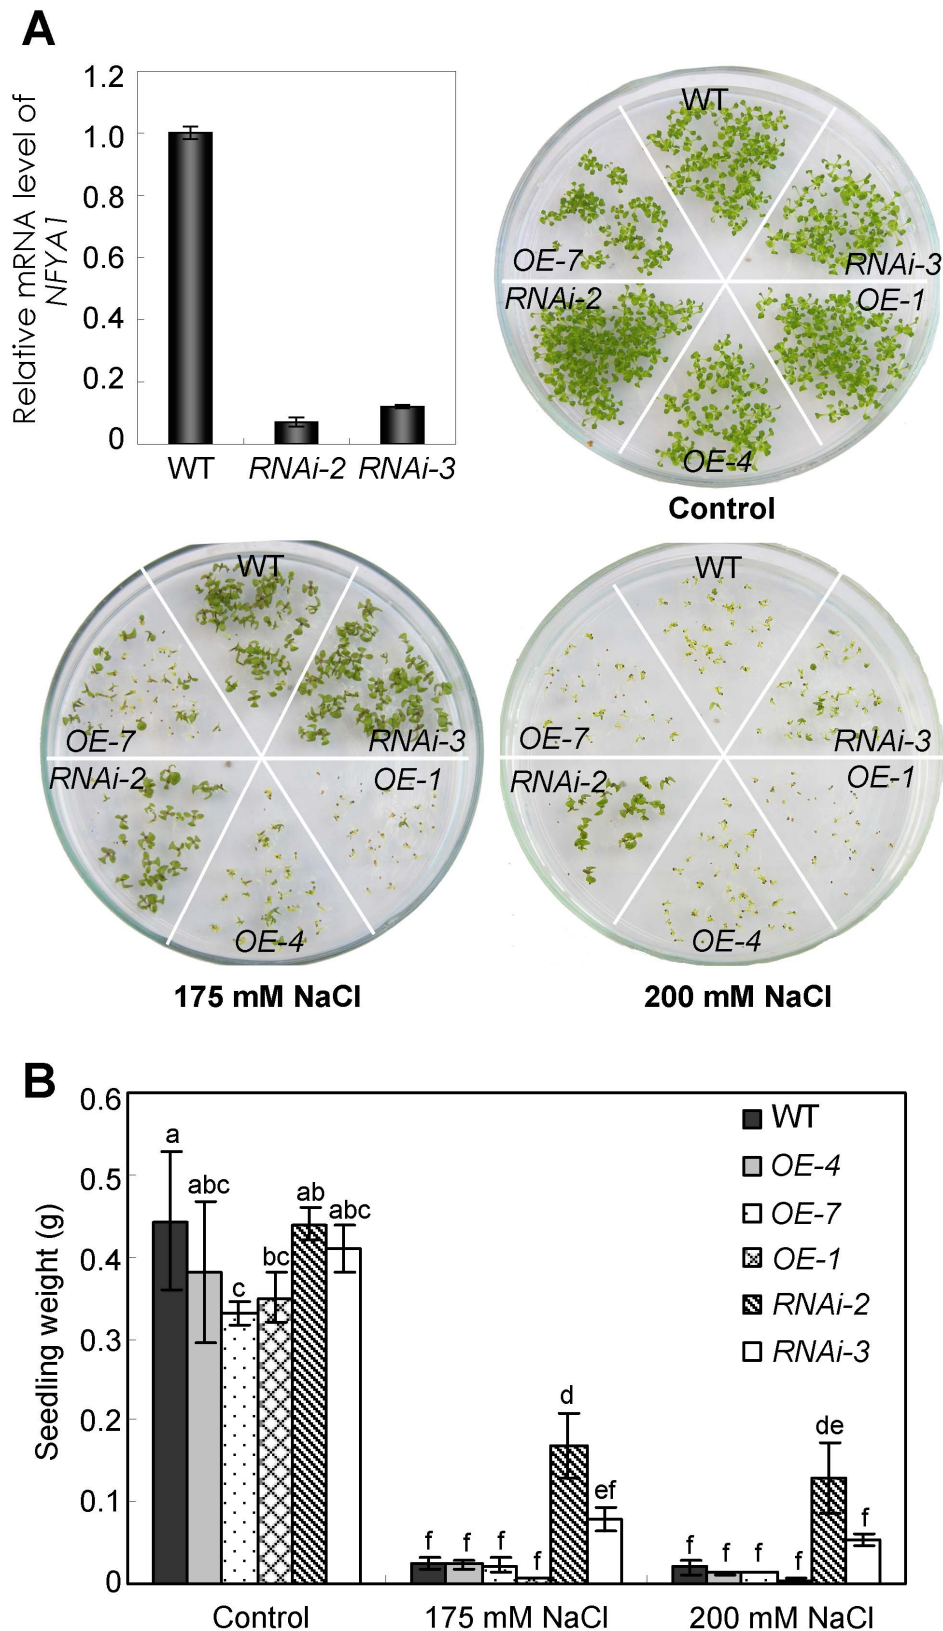 A
Relative mRNA level of
NFYA1
1.2
1.0
0.8
0.6
0.4
0.2
0
WT RNAi-2 RNAi-3
WT
OE-7
RNAi-3
RNAi-2
OE-1
OE-4
Control
WT
OE-7
RNAi-3
RNAi-2
OE-1
OE-4
175 mM NaCl
WT
OE-7
RNAi-3
RNAi-2
OE-1
OE-4
200 mM NaCl
B
Seedling weight (g)
0.6
0.5
0.4
0.3
0.2
0.1
0
a abc c bc ab abc
f f f f d ef
f f f f de f
WT
OE-4
OE-7
OE-1
RNAi-2
RNAi-3
Control 175 mM NaCl 200 mM NaCl